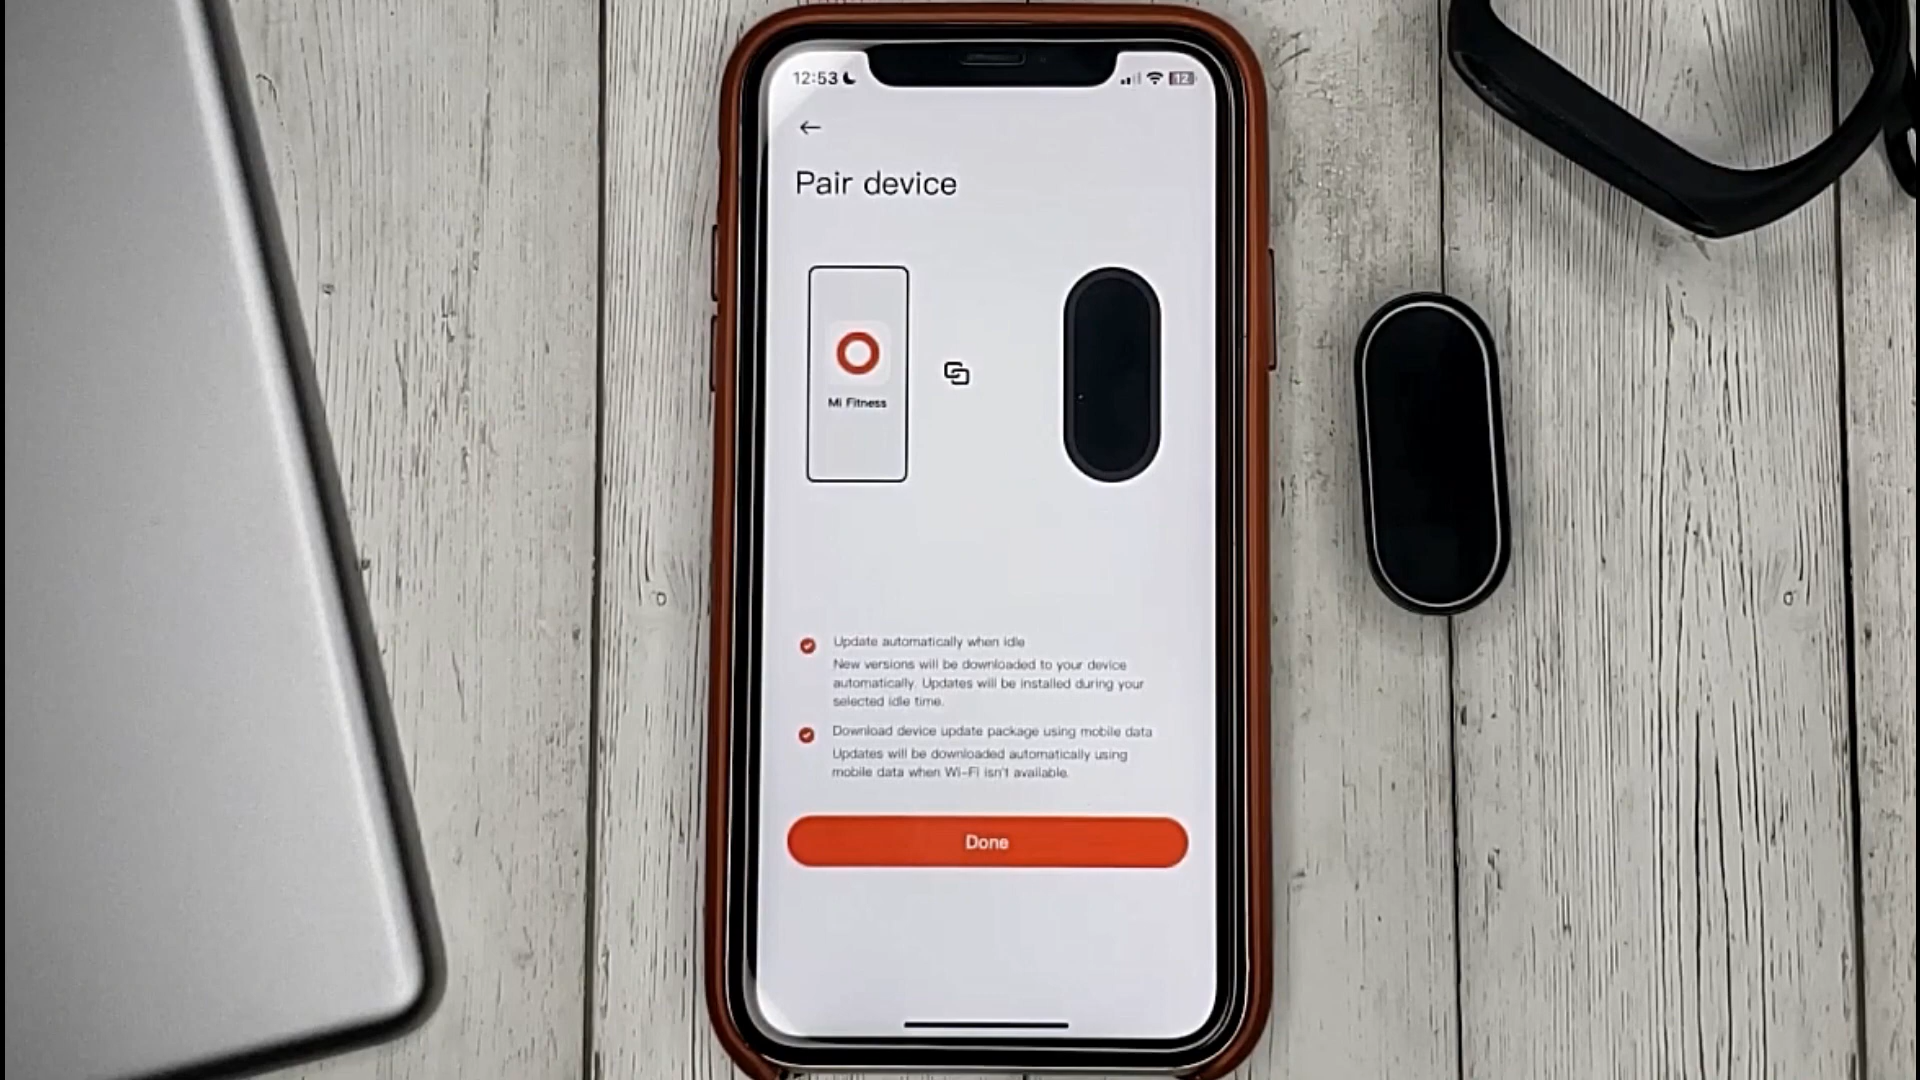 12:53
12
Pair device
Mi Fitness
Update automatically when idle
New versions will be downloaded to your device
automatically. Updates will be installed during your
selected idle time.
Download device update package using mobile data
Updates will be downloaded automatically using
mobile data when Wi-Fi isn't available.
Done